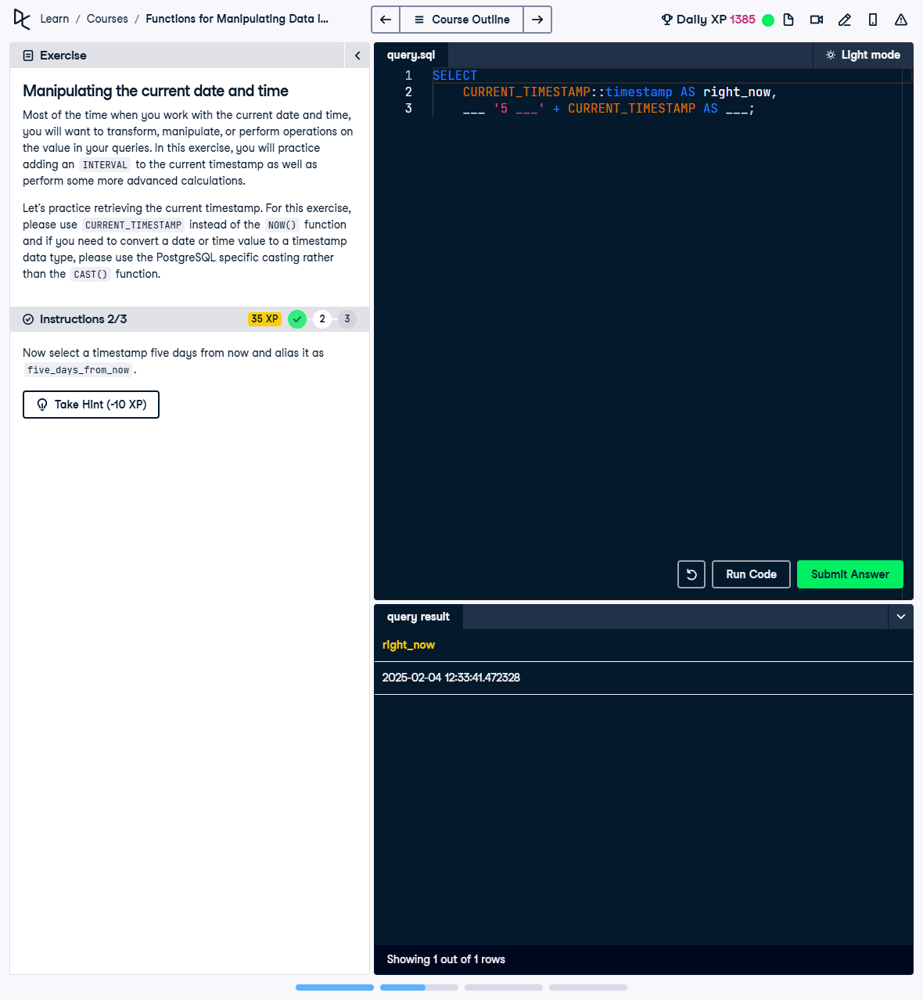 Learn / Courses / Functions for Manipulating Data i...
Course Outline
Daily XP 1385
Exercise
Manipulating the current date and time
Most of the time when you work with the current date and time,
you will want to transform, manipulate, or perform operations on
the value in your queries. In this exercise, you will practice
adding an INTERVAL to the current timestamp as well as
perform some more advanced calculations.
Let's practice retrieving the current timestamp. For this exercise,
please use CURRENT_TIMESTAMP instead of the NOW() function
and if you need to convert a date or time value to a timestamp
data type, please use the PostgreSQL specific casting rather
than the CAST() function.
Instructions 2/3
35 XP
2
3
Now select a timestamp five days from now and alias it as
five_days_from_now.
Take Hint (-10 XP)
query.sql
Light mode
1 SELECT
2 CURRENT_TIMESTAMP::timestamp AS right_now,
3 ___ '5 ___' + CURRENT_TIMESTAMP AS ___;
Run Code
Submit Answer
query result
right_now
2025-02-04 12:33:41.472328
Showing 1 out of 1 rows